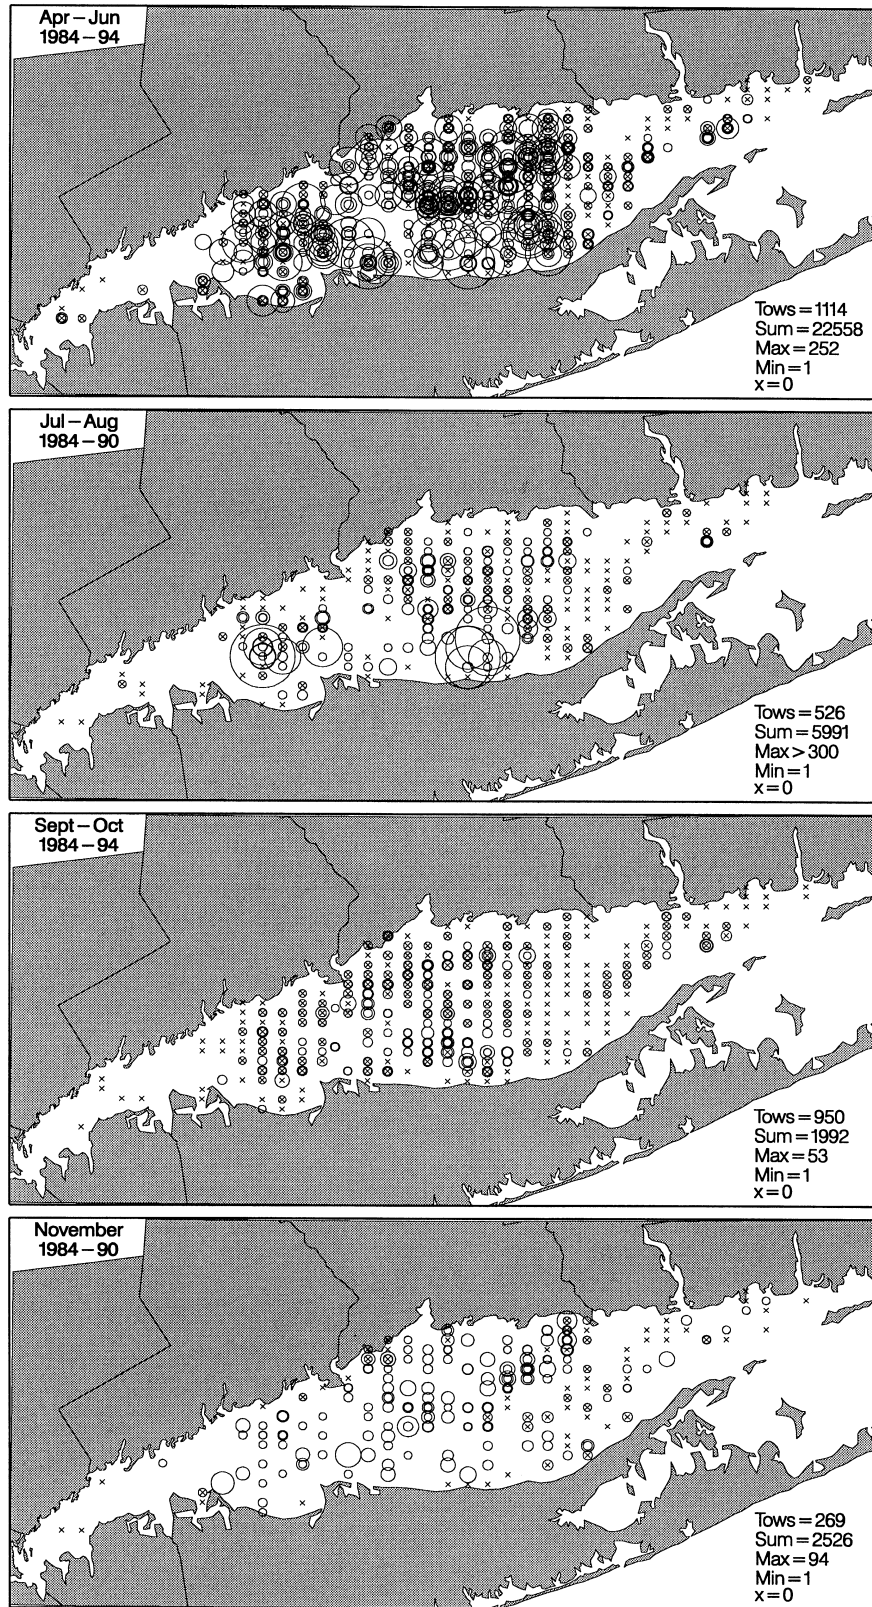 Apr – Jun
1984 – 94
Tows = 1114
Sum = 22558
Max = 252
Min = 1
x = 0
Jul – Aug
1984 – 90
Tows = 526
Sum = 5991
Max > 300
Min = 1
x = 0
Sept – Oct
1984 – 94
Tows = 950
Sum = 1992
Max = 53
Min = 1
x = 0
November
1984 – 90
Tows = 269
Sum = 2526
Max = 94
Min = 1
x = 0